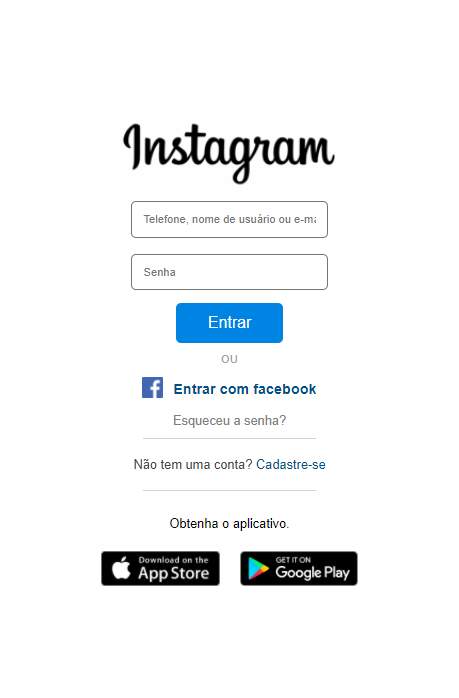 Instagram
Telefone, nome de usuário ou e-ma
Senha
Entrar
OU
Entrar com facebook
Esqueceu a senha?
Não tem uma conta? Cadastre-se
Obtenha o aplicativo.
Download on the
App Store
GET IT ON
Google Play